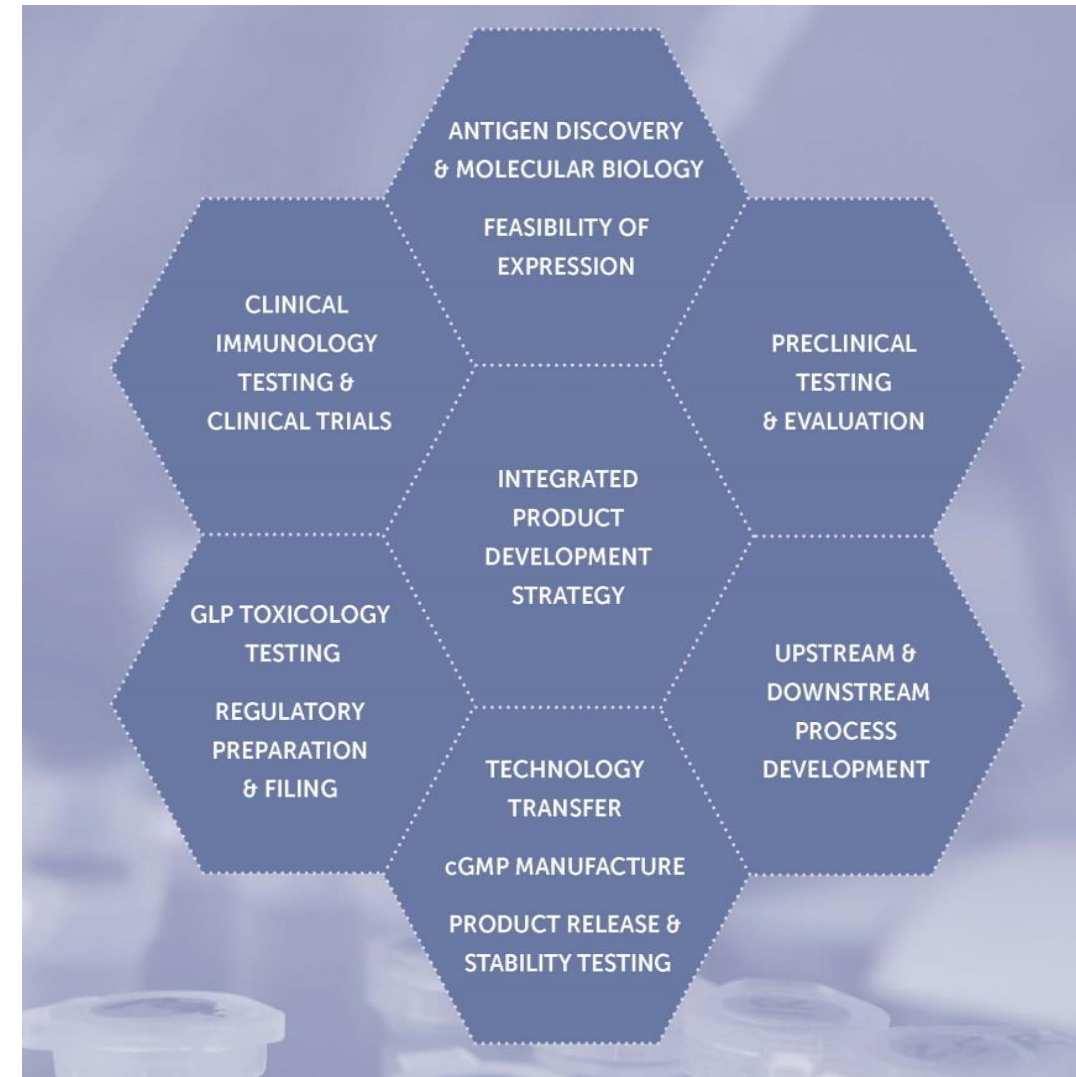 ANTIGEN DISCOVERY
& MOLECULAR BIOLOGY
FEASIBILITY OF
EXPRESSION
CLINICAL
IMMUNOLOGY
TESTING &
CLINICAL TRIALS
PRECLINICAL
TESTING
& EVALUATION
INTEGRATED
PRODUCT
DEVELOPMENT
STRATEGY
GLP TOXICOLOGY
TESTING
REGULATORY
PREPARATION
& FILING
UPSTREAM &
DOWNSTREAM
PROCESS
DEVELOPMENT
TECHNOLOGY
TRANSFER
cGMP MANUFACTURE
PRODUCT RELEASE &
STABILITY TESTING